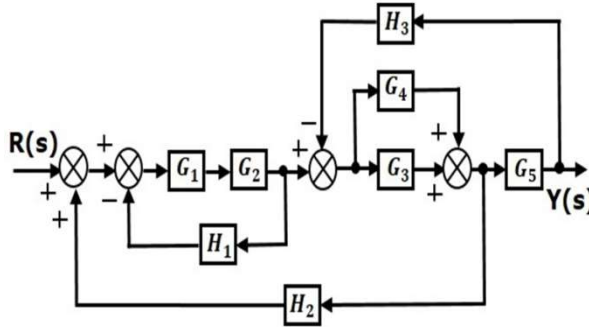 H₃
G₄
−
+
+
R(s)
+
G₁
G₂
G₃
G₅
+
−
+
+
Y(s)
H₁
H₂